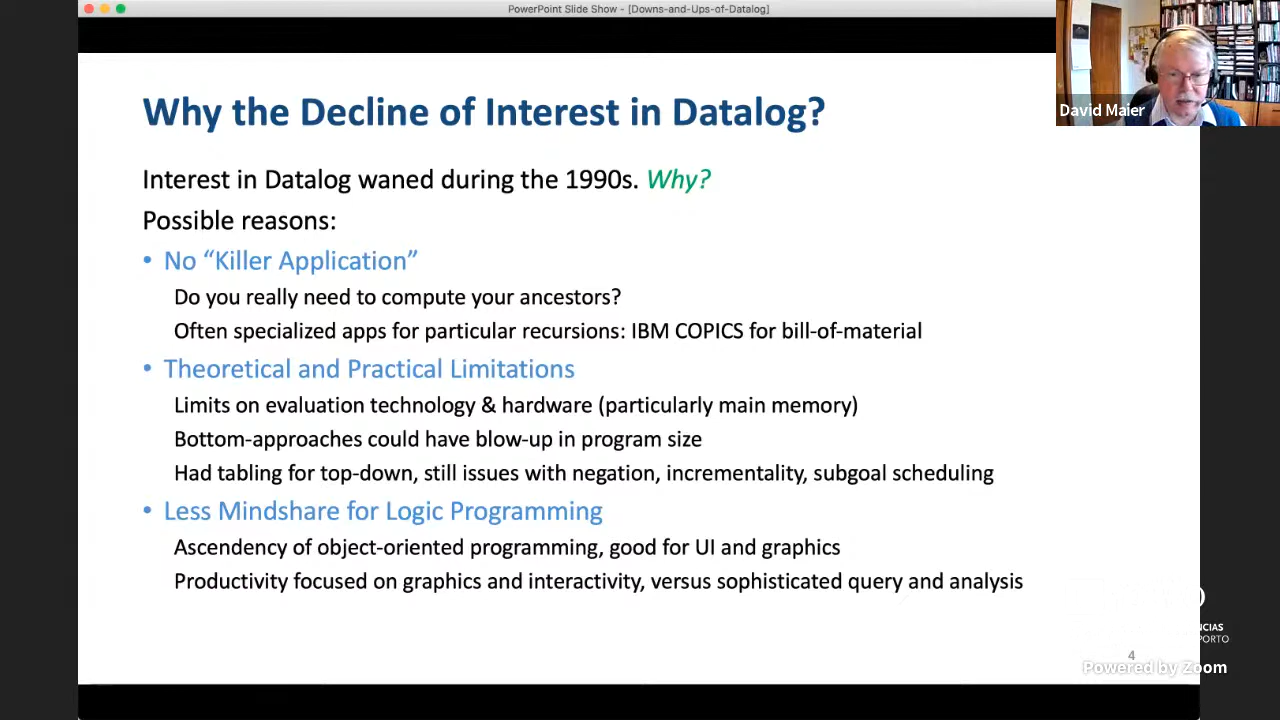 PowerPoint Slide Show - [Downs-and-Ups-of-Datalog]
David Maier
Why the Decline of Interest in Datalog?
Interest in Datalog waned during the 1990s. Why?
Possible reasons:
• No “Killer Application”
Do you really need to compute your ancestors?
Often specialized apps for particular recursions: IBM COPICS for bill-of-material
• Theoretical and Practical Limitations
Limits on evaluation technology & hardware (particularly main memory)
Bottom-approaches could have blow-up in program size
Had tabling for top-down, still issues with negation, incrementality, subgoal scheduling
• Less Mindshare for Logic Programming
Ascendency of object-oriented programming, good for UI and graphics
Productivity focused on graphics and interactivity, versus sophisticated query and analysis
NCIAS
PORTO
4
Powered by Zoom